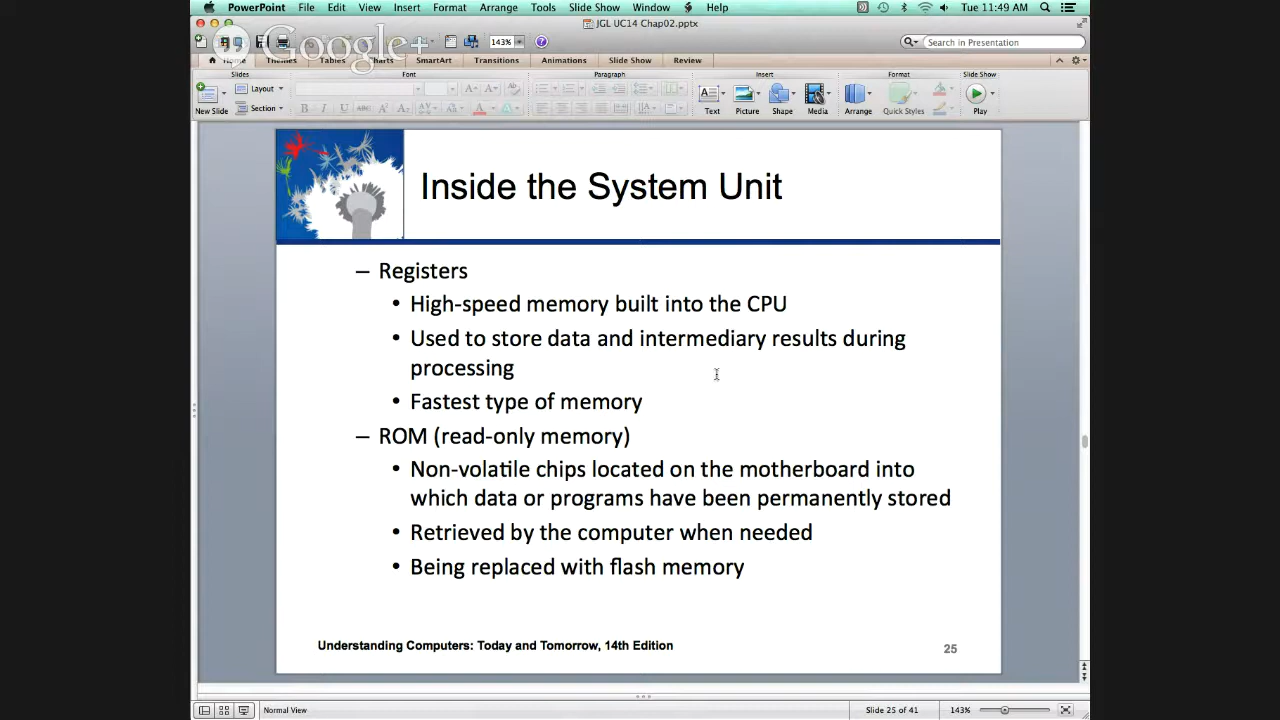 PowerPoint File Edit View Insert Format Arrange Tools Slide Show Window Help Tue 11:49 AM
JGL UC14 Chap02.pptx
Google+
143% Search in Presentation
Home Themes Tables Charts SmartArt Transitions Animations Slide Show Review
Slides Font Paragraph Insert Format Slide Show
Layout
Section
New Slide Text Picture Shape Media Arrange Quick Styles Play
Inside the System Unit
– Registers
• High-speed memory built into the CPU
• Used to store data and intermediary results during
processing
• Fastest type of memory
– ROM (read-only memory)
• Non-volatile chips located on the motherboard into
which data or programs have been permanently stored
• Retrieved by the computer when needed
• Being replaced with flash memory
Understanding Computers: Today and Tomorrow, 14th Edition 25
Normal View Slide 25 of 41 143%